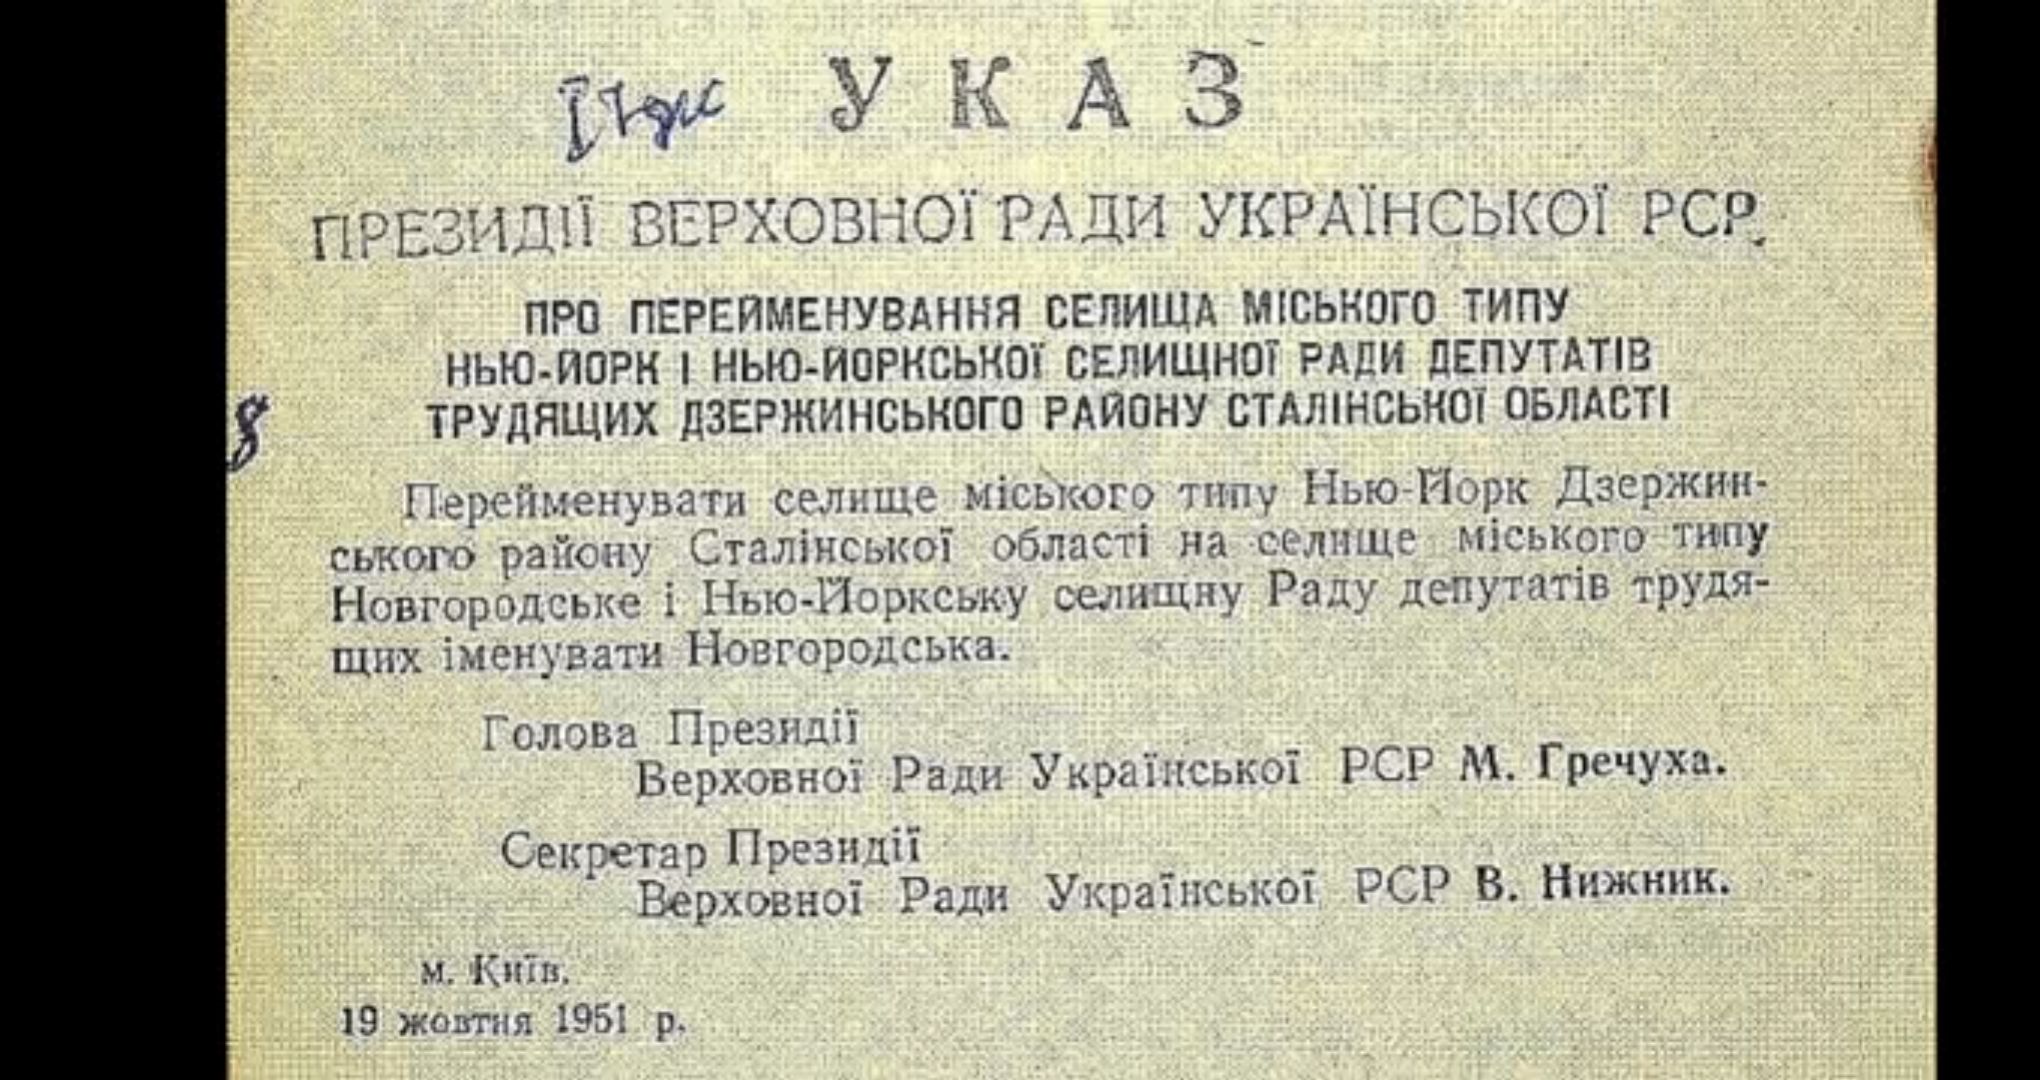 УКАЗ
ПРЕЗИДІЇ ВЕРХОВНОЇ РАДИ УКРАЇНСЬКОЇ РСР
ПРО ПЕРЕЙМЕНУВАННЯ СЕЛИЩА МІСЬКОГО ТИПУ
НЬЮ-ЙОРК І НЬЮ-ЙОРКСЬКОЇ СЕЛИЩНОЇ РАДИ ДЕПУТАТІВ
ТРУДЯЩИХ ДЗЕРЖИНСЬКОГО РАЙОНУ СТАЛІНСЬКОЇ ОБЛАСТІ
Перейменувати селище міського типу Нью-Йорк Дзержин-
ського району Сталінської області на селище міського типу
Новгородське і Нью-Йоркську селищну Раду депутатів трудя-
щих іменувати Новгородська.
Голова Президії
Верховної Ради Української РСР М. Гречуха.
Секретар Президії
Верховної Ради Української РСР В. Нижник.
м. Київ.
19 жовтня 1951 р.